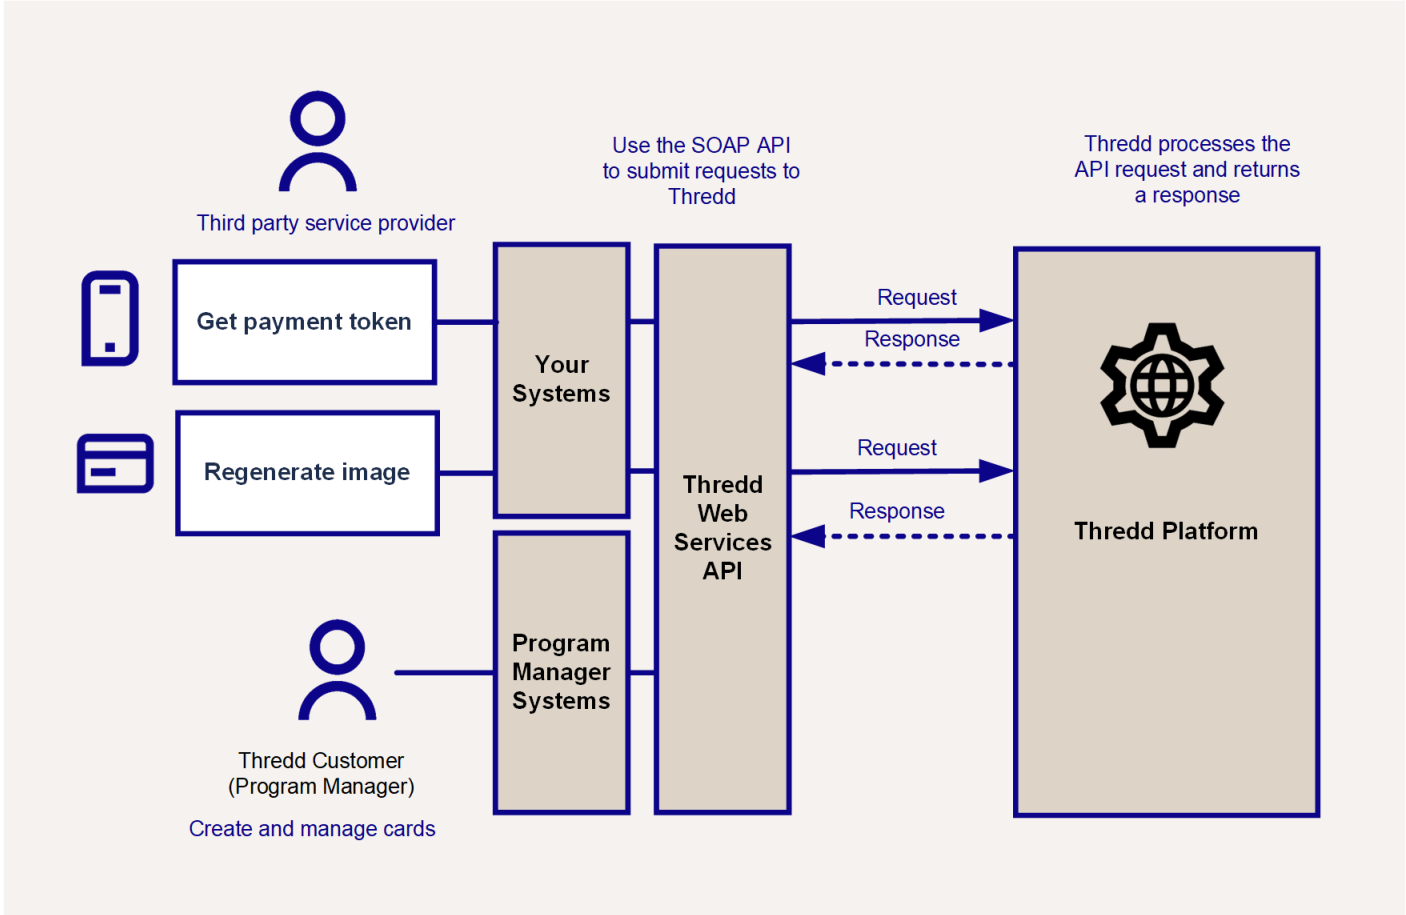 Third party service provider
Use the SOAP API
to submit requests to
Thredd
Thredd processes the
API request and returns
a response
Get payment token
Regenerate image
Your
Systems
Program
Manager
Systems
Thredd
Web
Services
API
Request
Response
Request
Response
Thredd Platform
Thredd Customer
(Program Manager)
Create and manage cards